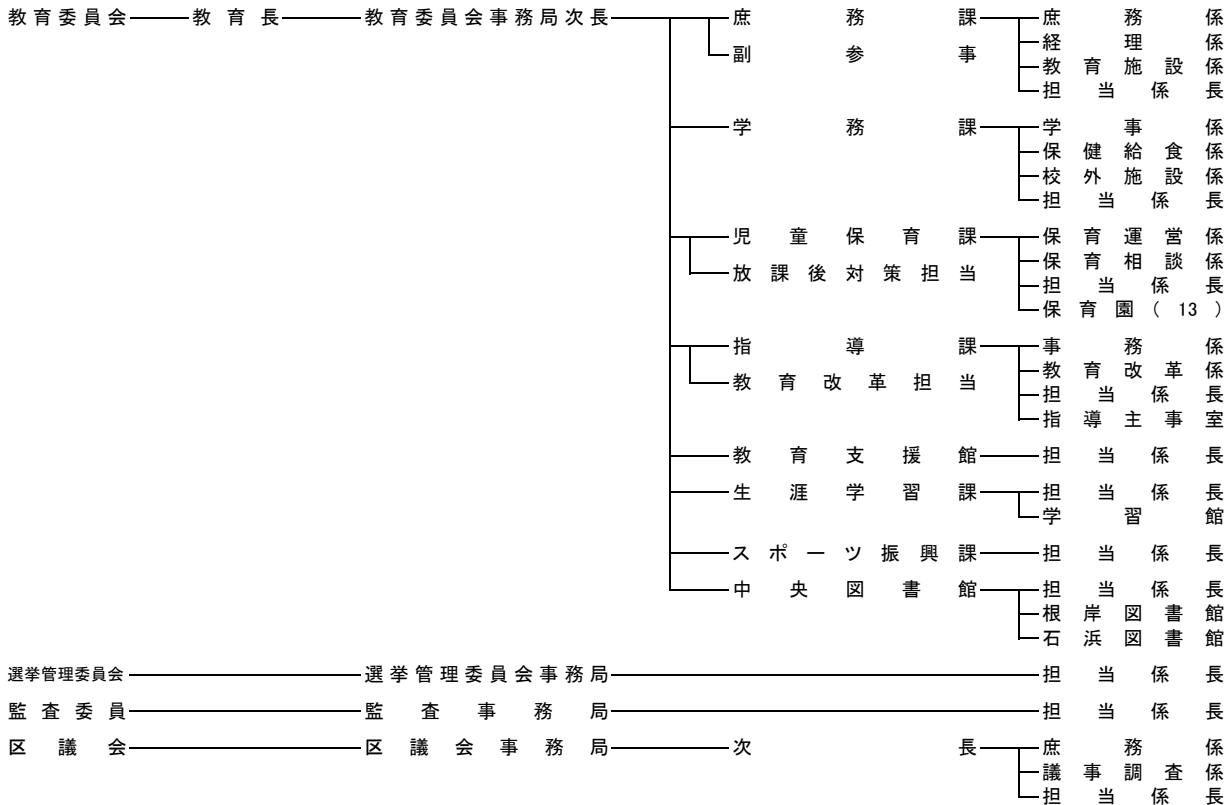 教育委員会 教育長 教育委員会事務局次長 庶務課 庶務係
経理係
副参事
教育施設係
担当係長
学務課 学事係
保健給食係
校外施設係
担当係長
児童保育課 保育運営係
保育相談係
放課後対策担当
担当係長
保育園(13)
指導課 事務係
教育改革係
教育改革担当
担当係長
指導主事室
教育支援館 担当係長
生涯学習課 担当係長
学習館
スポーツ振興課 担当係長
中央図書館 担当係長
根岸図書館
石浜図書館
選挙管理委員会 選挙管理委員会事務局 担当係長
監査委員 監査事務局 担当係長
区議会 区議会事務局 次長 庶務係
議事調査係
担当係長